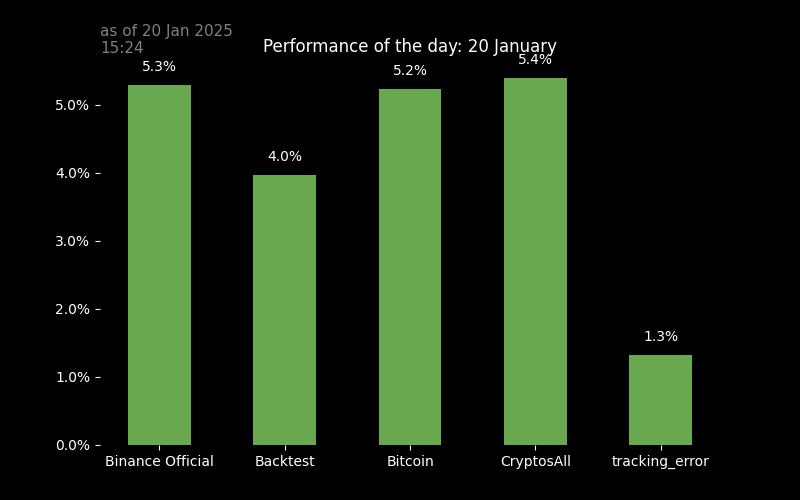 as of 20 Jan 2025
15:24
Performance of the day: 20 January
5.3%
4.0%
5.2%
5.4%
1.3%
5.0%
4.0%
3.0%
2.0%
1.0%
0.0%
Binance Official
Backtest
Bitcoin
CryptosAll
tracking_error